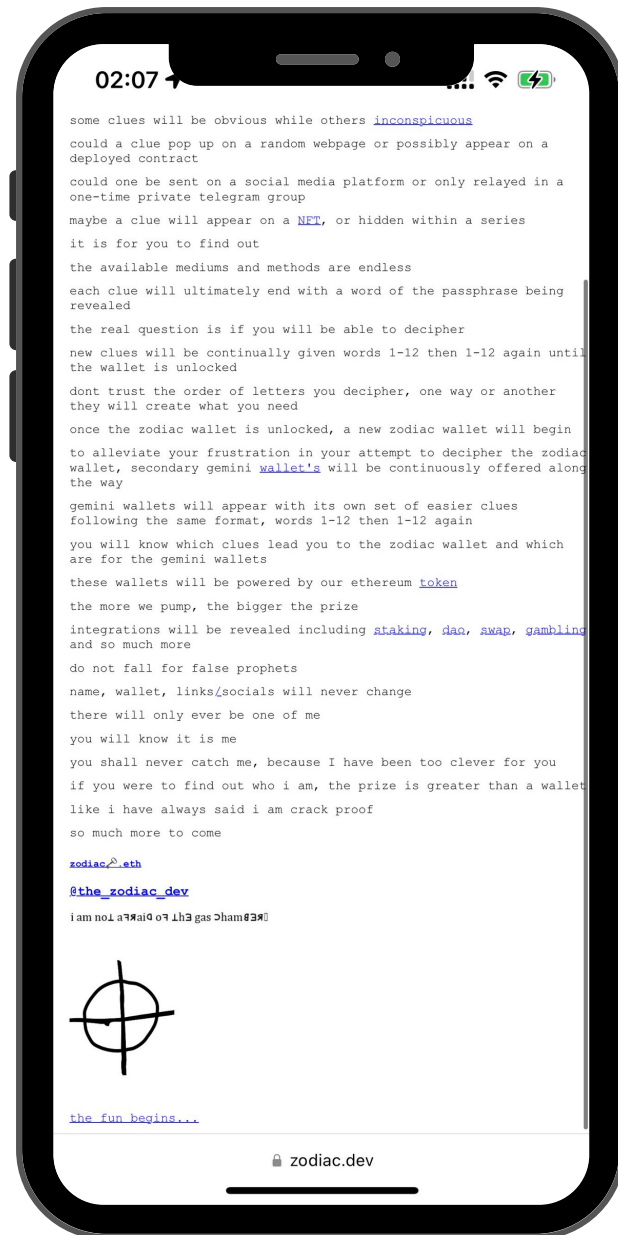 02:07
some clues will be obvious while others inconspicuous
could a clue pop up on a random webpage or possibly appear on a
deployed contract
could one be sent on a social media platform or only relayed in a
one-time private telegram group
maybe a clue will appear on a NFT, or hidden within a series
it is for you to find out
the available mediums and methods are endless
each clue will ultimately end with a word of the passphrase being
revealed
the real question is if you will be able to decipher
new clues will be continually given words 1-12 then 1-12 again until
the wallet is unlocked
dont trust the order of letters you decipher, one way or another
they will create what you need
once the zodiac wallet is unlocked, a new zodiac wallet will begin
to alleviate your frustration in your attempt to decipher the zodiac
wallet, secondary gemini wallet's will be continuously offered along
the way
gemini wallets will appear with its own set of easier clues
following the same format, words 1-12 then 1-12 again
you will know which clues lead you to the zodiac wallet and which
are for the gemini wallets
these wallets will be powered by our ethereum token
the more we pump, the bigger the prize
integrations will be revealed including staking, dao, swap, gambling
and so much more
do not fall for false prophets
name, wallet, links/socials will never change
there will only ever be one of me
you will know it is me
you shall never catch me, because I have been too clever for you
if you were to find out who i am, the prize is greater than a wallet
like i have always said i am crack proof
so much more to come
zodiac🗝.eth
@the_zodiac_dev
i am noꓕ aꟻЯaiᗡ oꟻ ꓕhƎ gas Ɔham𐐒ƎЯ▯
the fun begins...
zodiac.dev